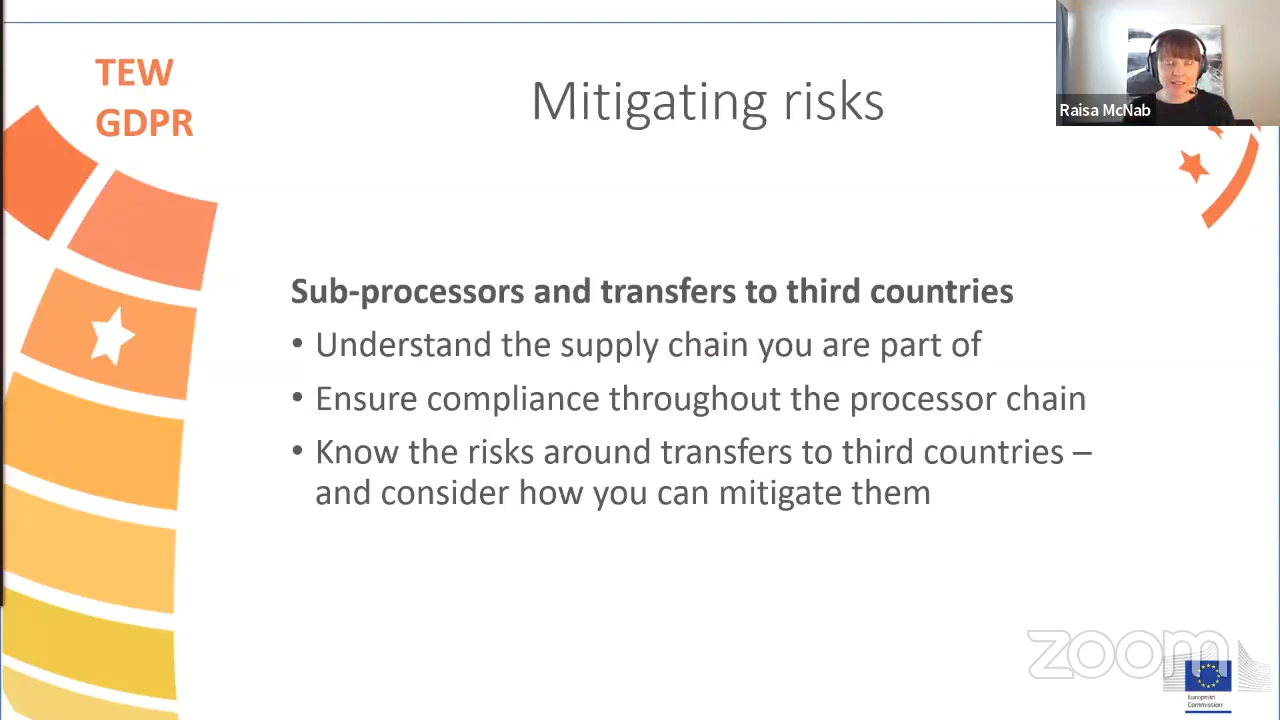 TEW
GDPR
Mitigating risks
Raisa McNab
Sub-processors and transfers to third countries
• Understand the supply chain you are part of
• Ensure compliance throughout the processor chain
• Know the risks around transfers to third countries –
and consider how you can mitigate them
zoom
European
Commission